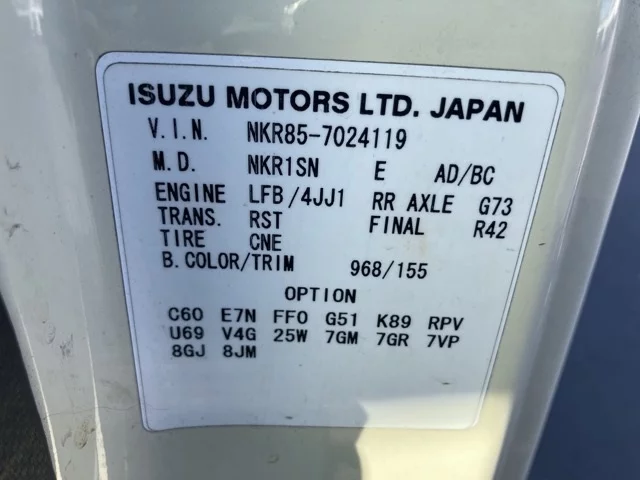 ISUZU MOTORS LTD. JAPAN
V.I.N. NKR85-7024119
M.D. NKR1SN E AD/BC
ENGINE LFB/4JJ1 RR AXLE G73
TRANS. RST FINAL R42
TIRE CNE
B.COLOR/TRIM 968/155
OPTION
C60 E7N FF0 G51 K89 RPV
U69 V4G 25W 7GM 7GR 7VP
8GJ 8JM